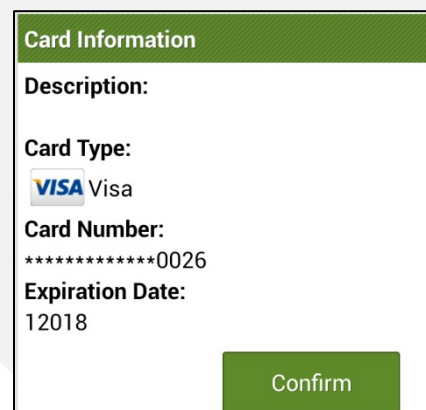 Card Information
Description:
Card Type:
VISA Visa
Card Number:
*************0026
Expiration Date:
12018
Confirm